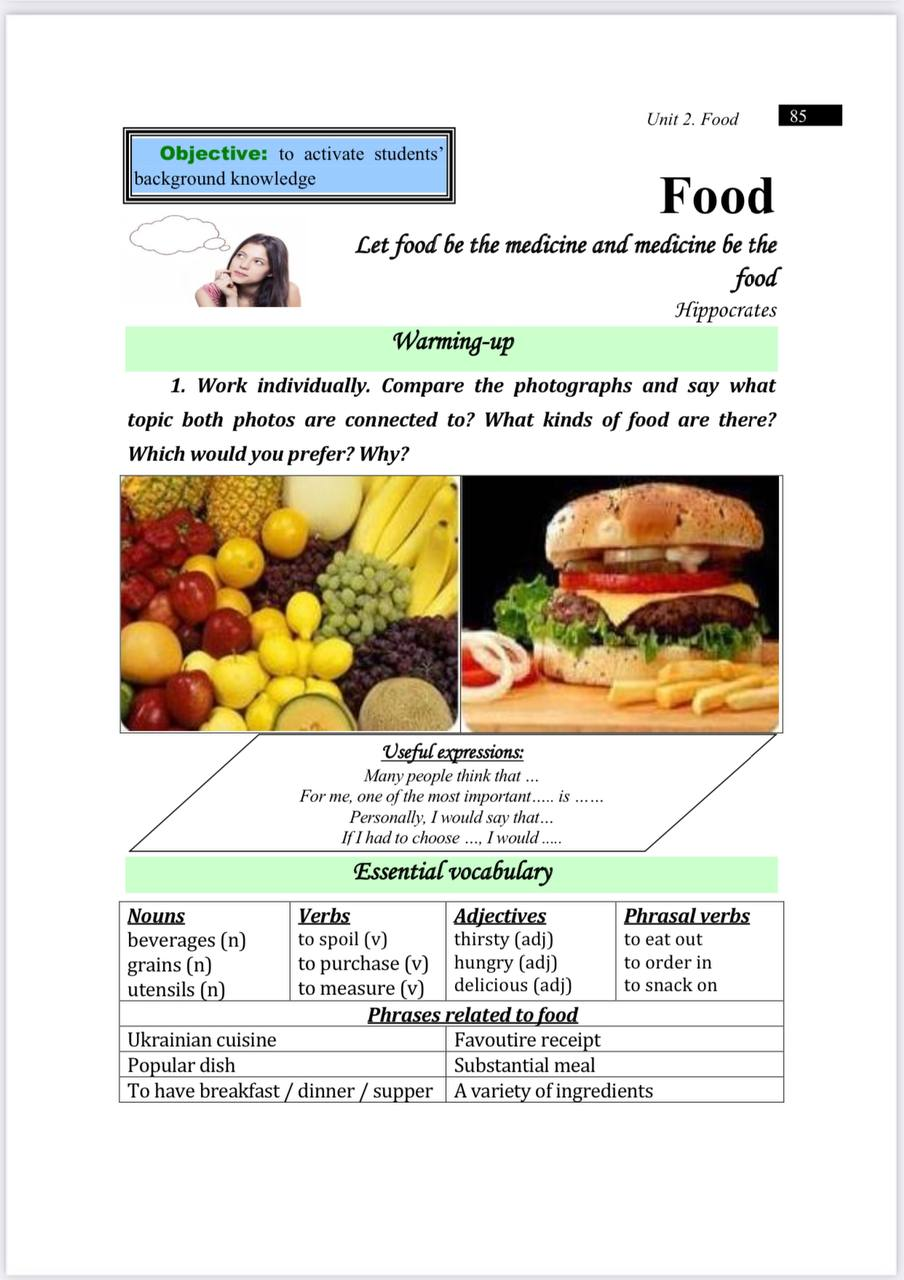 Unit 2. Food 85
Objective: to activate students’
background knowledge
Food
Let food be the medicine and medicine be the
food
Hippocrates
Warming-up
1. Work individually. Compare the photographs and say what
topic both photos are connected to? What kinds of food are there?
Which would you prefer? Why?
Useful expressions:
Many people think that …
For me, one of the most important….. is ……
Personally, I would say that…
If I had to choose …, I would .....
Essential vocabulary
Nouns
beverages (n)
grains (n)
utensils (n)
Verbs
to spoil (v)
to purchase (v)
to measure (v)
Adjectives
thirsty (adj)
hungry (adj)
delicious (adj)
Phrasal verbs
to eat out
to order in
to snack on
Phrases related to food
Ukrainian cuisine
Favoutire receipt
Popular dish
Substantial meal
To have breakfast / dinner / supper
A variety of ingredients